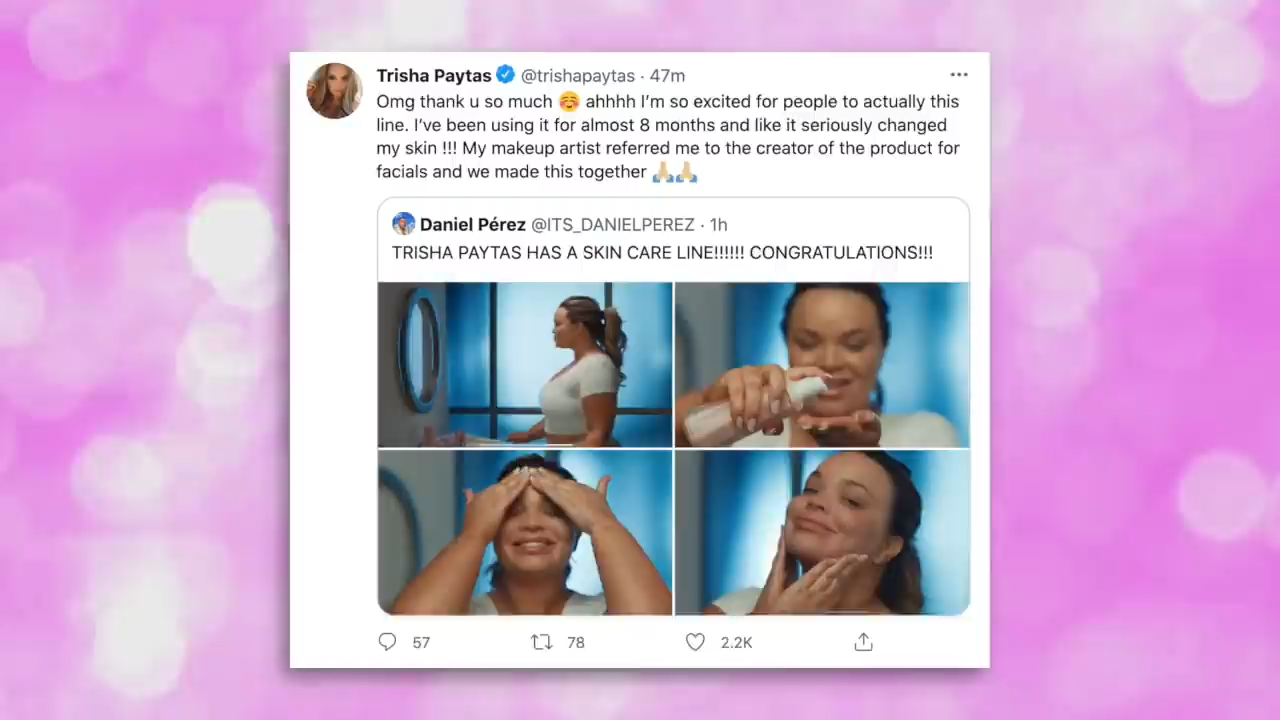 Trisha Paytas @trishapaytas · 47m
Omg thank u so much ☺️ ahhhh I'm so excited for people to actually this
line. I've been using it for almost 8 months and like it seriously changed
my skin !!! My makeup artist referred me to the creator of the product for
facials and we made this together 🙏🏼🙏🏼
Daniel Pérez @ITS_DANIELPEREZ · 1h
TRISHA PAYTAS HAS A SKIN CARE LINE!!!!!! CONGRATULATIONS!!!
57 78 2.2K